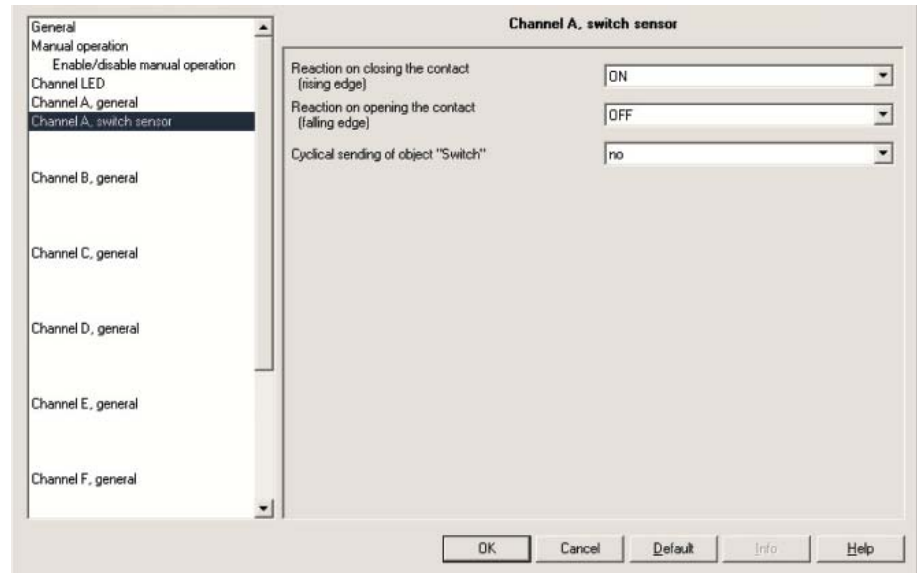 General
Manual operation
Enable/disable manual operation
Channel LED
Channel A, general
Channel A, switch sensor
Channel B, general
Channel C, general
Channel D, general
Channel E, general
Channel F, general
Channel A, switch sensor
Reaction on closing the contact
(rising edge)
ON
Reaction on opening the contact
(falling edge)
OFF
Cyclical sending of object "Switch"
no
OK
Cancel
Default
Info
Help